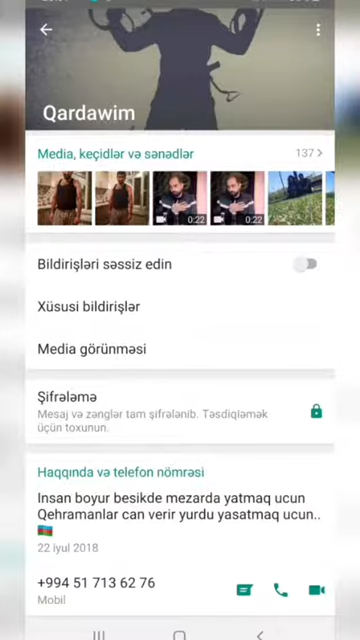 Qardawim
Media, keçidlər və sənədlər
137 >
0:22
0:22
Bildirişləri səssiz edin
Xüsusi bildirişlər
Media görünməsi
Şifrələmə
Mesaj və zənglər tam şifrələnib. Təsdiqləmək
üçün toxunun.
Haqqında və telefon nömrəsi
Insan boyur besikde mezarda yatmaq ucun
Qehramanlar can verir yurdu yasatmaq ucun..
🇦🇿
22 iyul 2018
+994 51 713 62 76
Mobil